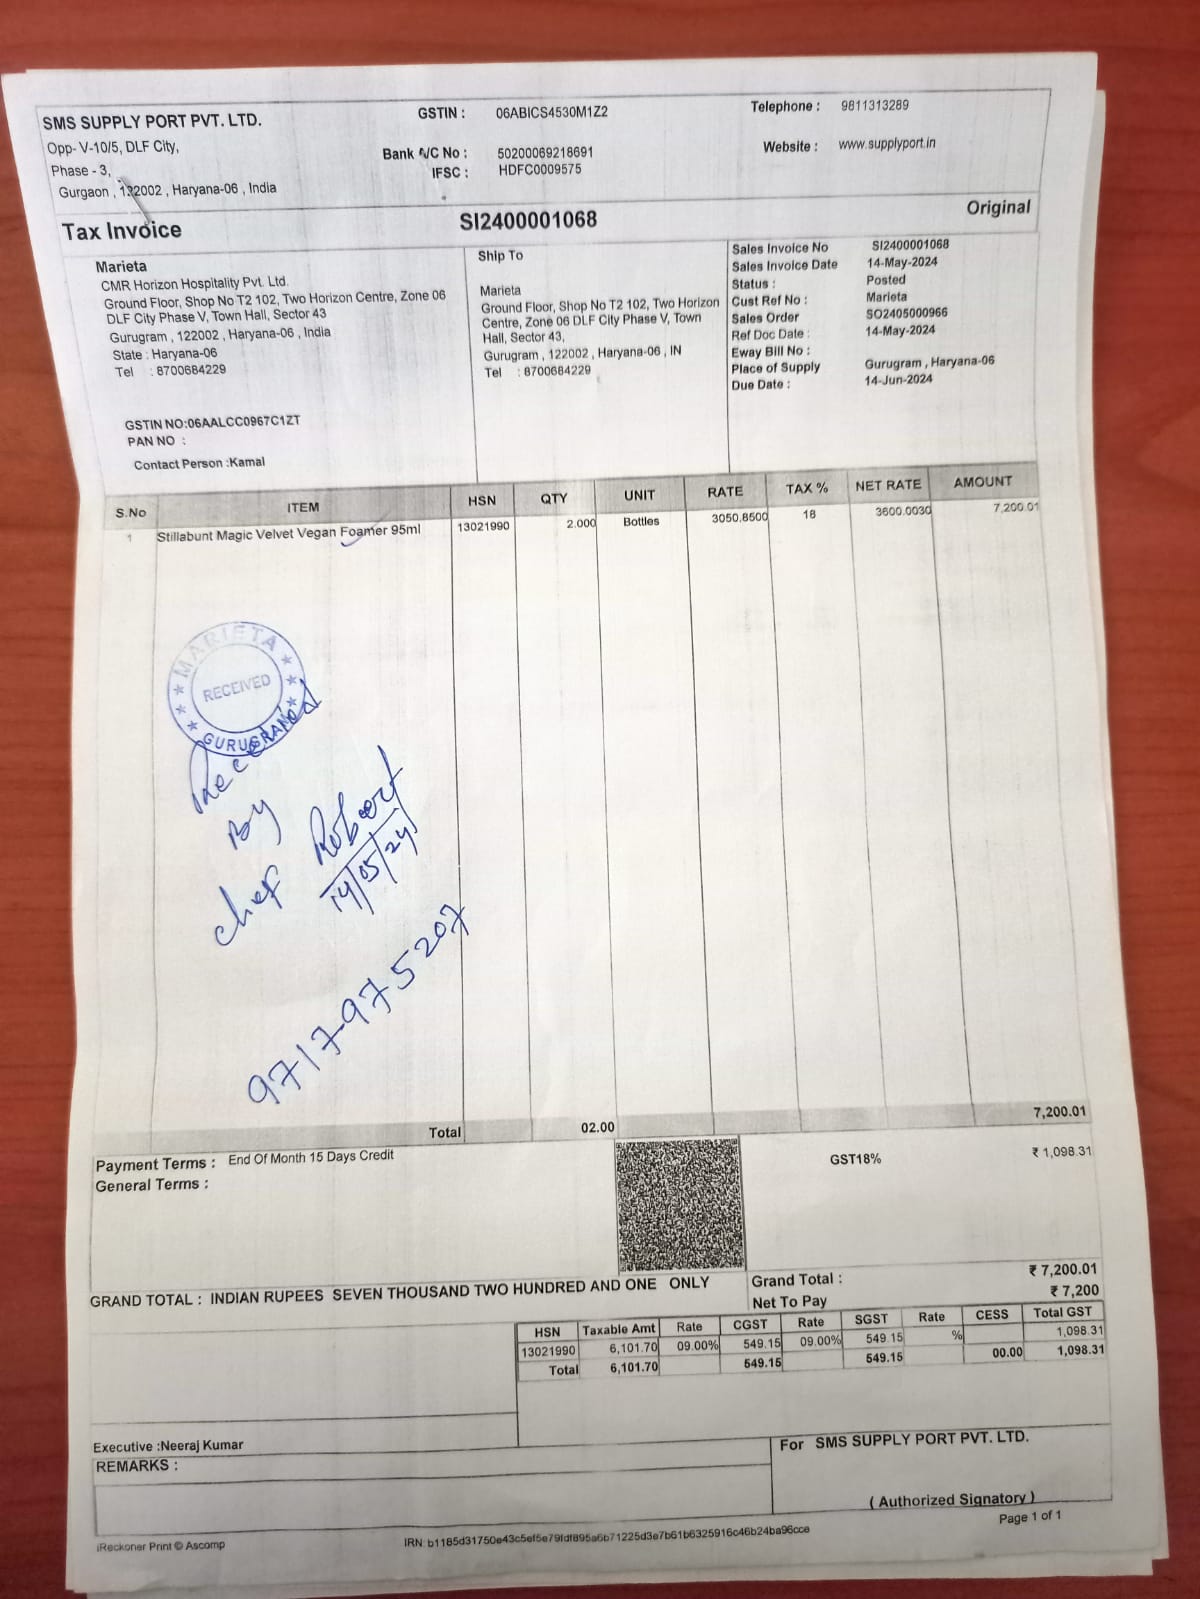 SMS SUPPLY PORT PVT. LTD.
Opp- V-10/5, DLF City,
Phase - 3,
Gurgaon , 122002 , Haryana-06 , India
GSTIN : 06ABICS4530M1Z2
Bank A/C No : 50200069218691
IFSC : HDFC0009575
Telephone : 9811313289
Website : www.supplyport.in
Tax Invoice SI2400001068 Original
Marieta
CMR Horizon Hospitality Pvt. Ltd.
Ground Floor, Shop No T2 102, Two Horizon Centre, Zone 06
DLF City Phase V, Town Hall, Sector 43
Gurugram , 122002 , Haryana-06 , India
State : Haryana-06
Tel : 8700684229
GSTIN NO:06AALCC0967C1ZT
PAN NO :
Contact Person :Kamal
Ship To
Marieta
Ground Floor, Shop No T2 102, Two Horizon
Centre, Zone 06 DLF City Phase V, Town
Hall, Sector 43,
Gurugram , 122002 , Haryana-06 , IN
Tel : 8700684229
Sales Invoice No SI2400001068
Sales Invoice Date 14-May-2024
Status : Posted
Cust Ref No : Marieta
Sales Order SO2405000966
Ref Doc Date : 14-May-2024
Eway Bill No :
Place of Supply Gurugram , Haryana-06
Due Date : 14-Jun-2024
S.No ITEM HSN QTY UNIT RATE TAX % NET RATE AMOUNT
1 Stillabunt Magic Velvet Vegan Foamer 95ml 13021990 2.000 Bottles 3050.8500 18 3600.0030 7,200.01
MARIETA
RECEIVED
GURUGRAM
Received
By
Chef Robert
14/05/24
9717975207
Total 02.00 7,200.01
Payment Terms : End Of Month 15 Days Credit
General Terms :
GST18% ₹ 1,098.31
GRAND TOTAL : INDIAN RUPEES SEVEN THOUSAND TWO HUNDRED AND ONE ONLY
Grand Total : ₹ 7,200.01
Net To Pay ₹ 7,200
HSN Taxable Amt Rate CGST Rate SGST Rate CESS Total GST
13021990 6,101.70 09.00% 549.15 09.00% 549.15 % 1,098.31
Total 6,101.70 549.15 549.15 00.00 1,098.31
Executive :Neeraj Kumar
REMARKS :
For SMS SUPPLY PORT PVT. LTD.
( Authorized Signatory )
Page 1 of 1
iReckoner Print © Ascomp